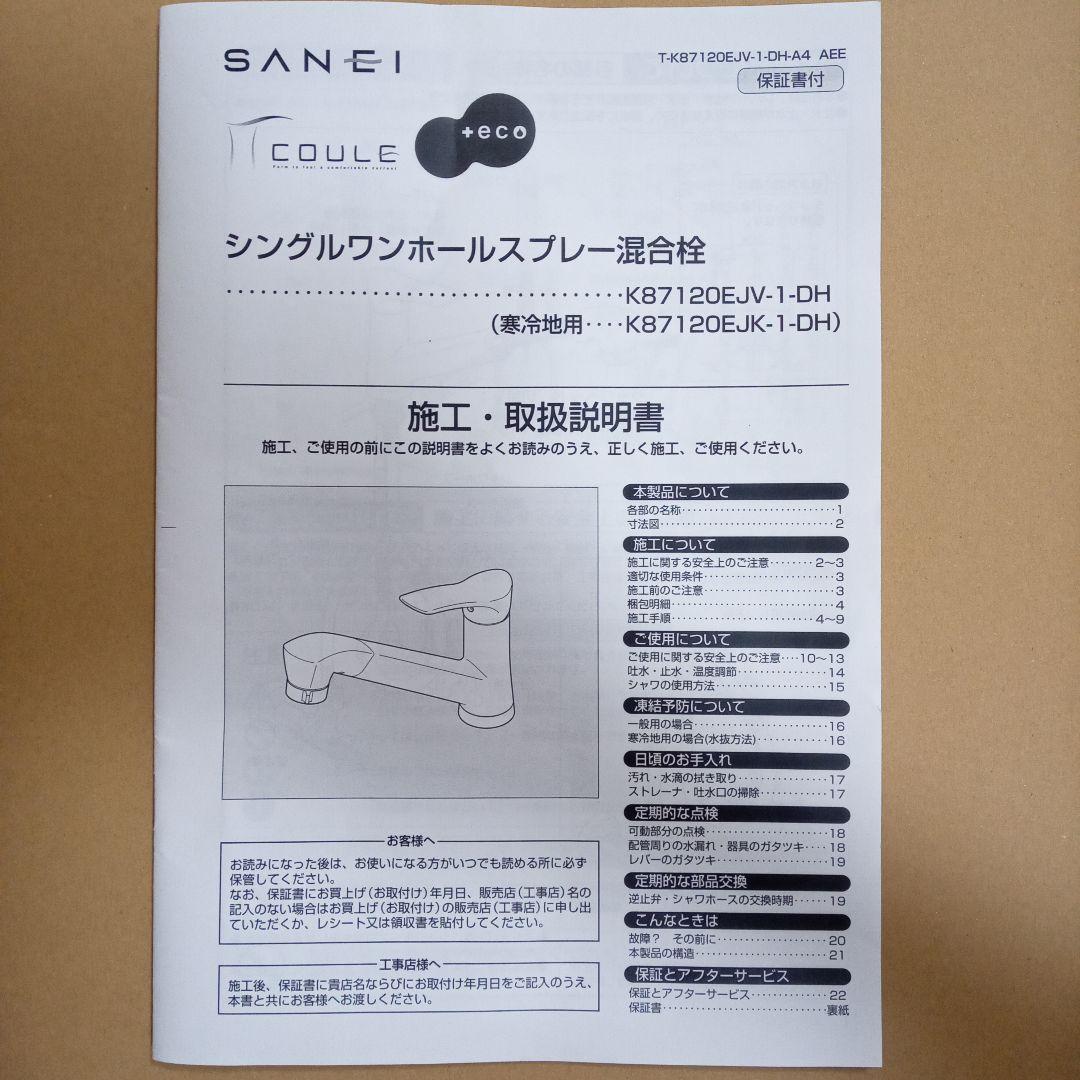 SANEI
T-K87120EJV-1-DH-A4 AEE
保証書付
COULE
Form to feel a comfortable current
+eco
シングルワンホールスプレー混合栓
‥‥‥‥‥‥‥‥‥‥‥‥‥‥‥‥‥‥K87120EJV-1-DH
(寒冷地用‥‥K87120EJK-1-DH)
施工・取扱説明書
施工、ご使用の前にこの説明書をよくお読みのうえ、正しく施工、ご使用ください。
本製品について
各部の名称‥‥‥‥‥‥‥‥‥‥‥‥‥1
寸法図‥‥‥‥‥‥‥‥‥‥‥‥‥‥‥2
施工について
施工に関する安全上のご注意‥‥‥‥2〜3
適切な使用条件‥‥‥‥‥‥‥‥‥‥‥3
施工前のご注意‥‥‥‥‥‥‥‥‥‥‥3
梱包明細‥‥‥‥‥‥‥‥‥‥‥‥‥‥4
施工手順‥‥‥‥‥‥‥‥‥‥‥‥4〜9
ご使用について
ご使用に関する安全上のご注意‥‥10〜13
吐水・止水・温度調節‥‥‥‥‥‥‥‥14
シャワの使用方法‥‥‥‥‥‥‥‥‥‥15
凍結予防について
一般用の場合‥‥‥‥‥‥‥‥‥‥‥‥16
寒冷地用の場合(水抜方法)‥‥‥‥‥‥16
日頃のお手入れ
汚れ・水滴の拭き取り‥‥‥‥‥‥‥‥17
ストレーナ・吐水口の掃除‥‥‥‥‥‥17
定期的な点検
可動部分の点検‥‥‥‥‥‥‥‥‥‥‥18
配管周りの水漏れ・器具のガタツキ‥‥18
レバーのガタツキ‥‥‥‥‥‥‥‥‥‥19
定期的な部品交換
逆止弁・シャワホースの交換時期‥‥‥19
こんなときは
故障? その前に‥‥‥‥‥‥‥‥‥‥20
本製品の構造‥‥‥‥‥‥‥‥‥‥‥‥21
保証とアフターサービス
保証とアフターサービス‥‥‥‥‥‥‥22
保証書‥‥‥‥‥‥‥‥‥‥‥‥‥‥裏紙
お客様へ
お読みになった後は、お使いになる方がいつでも読める所に必ず
保管してください。
なお、保証書にお買上げ(お取付け)年月日、販売店(工事店)名の
記入のない場合はお買上げ(お取付け)の販売店(工事店)に申し出
ていただくか、レシート又は領収書を貼付してください。
工事店様へ
施工後、保証書に貴店名ならびにお取付け年月日をご記入のうえ、
本書と共にお客様へお渡しください。